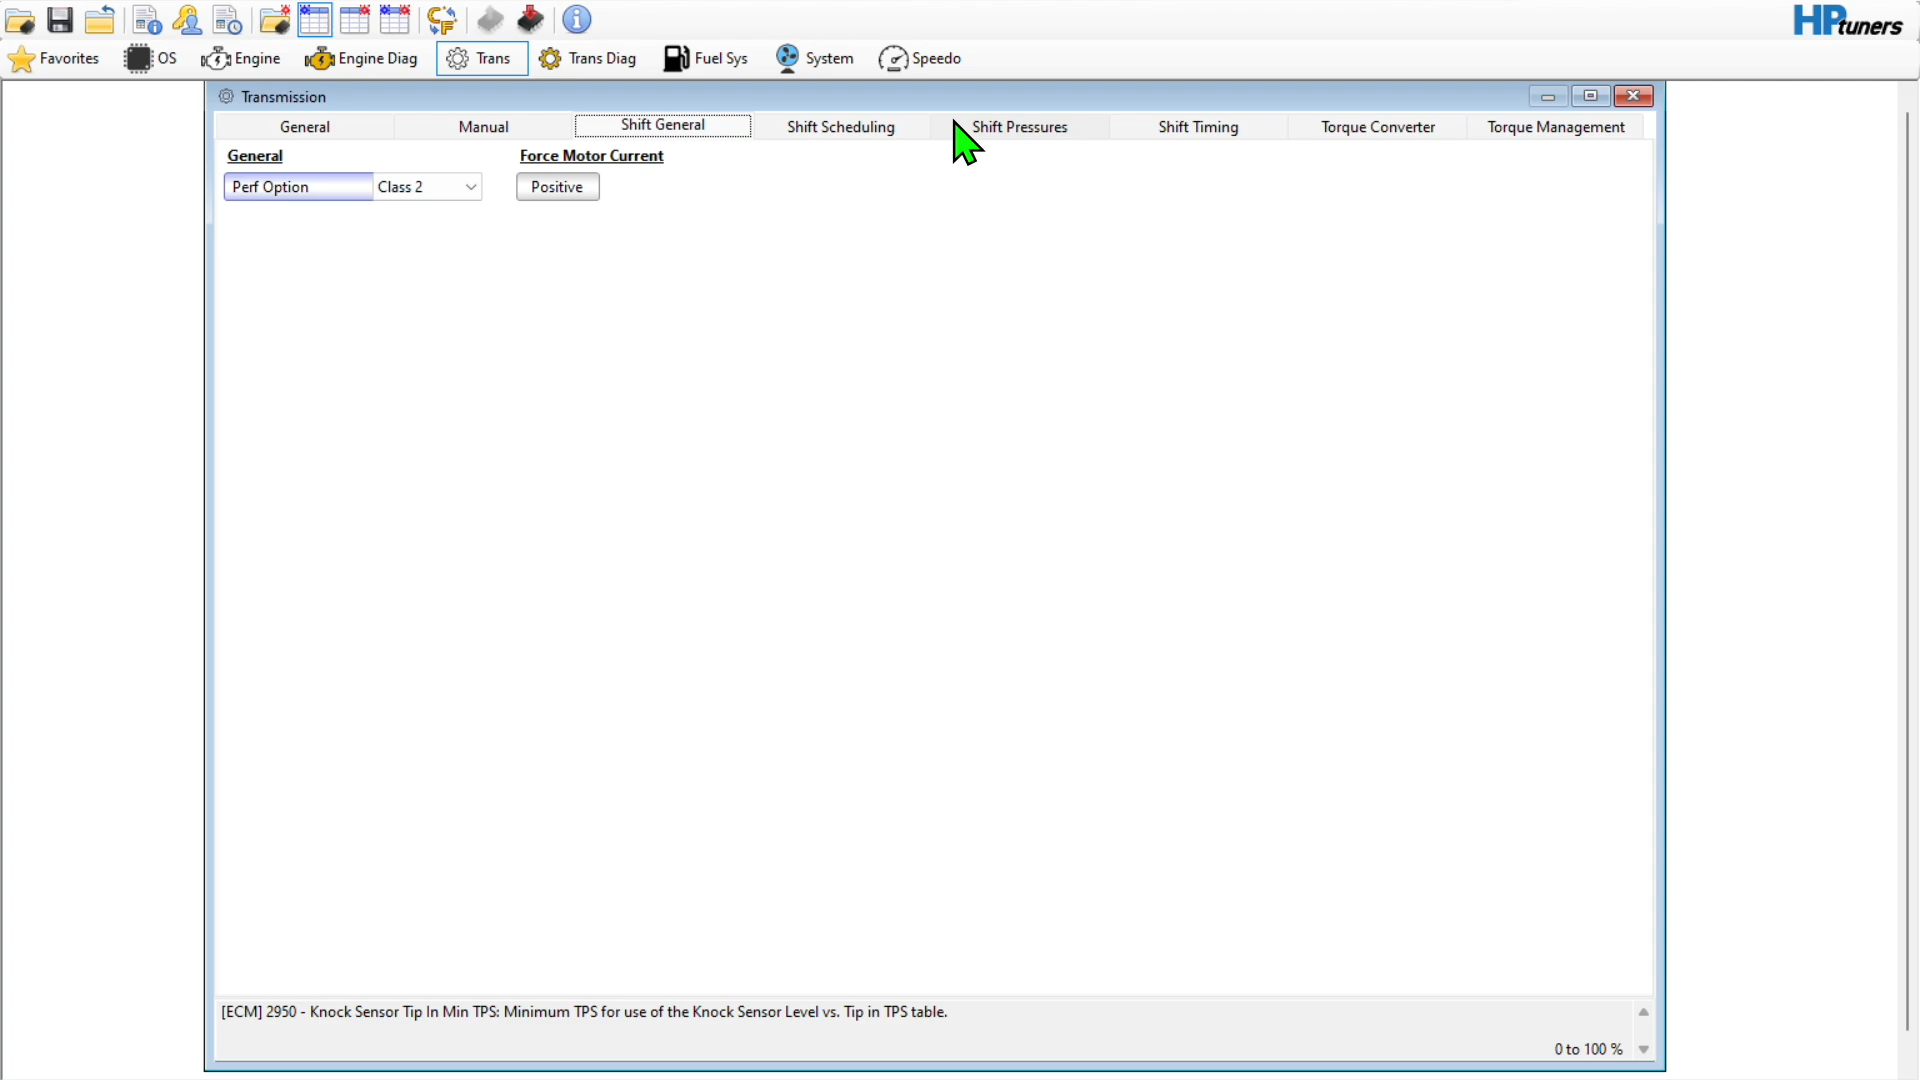 HPtuners
Favorites OS Engine Engine Diag Trans Trans Diag Fuel Sys System Speedo
Transmission
General Manual Shift General Shift Scheduling Shift Pressures Shift Timing Torque Converter Torque Management
General Force Motor Current
Perf Option Class 2 Positive
[ECM] 2950 - Knock Sensor Tip In Min TPS: Minimum TPS for use of the Knock Sensor Level vs. Tip in TPS table.
0 to 100 %